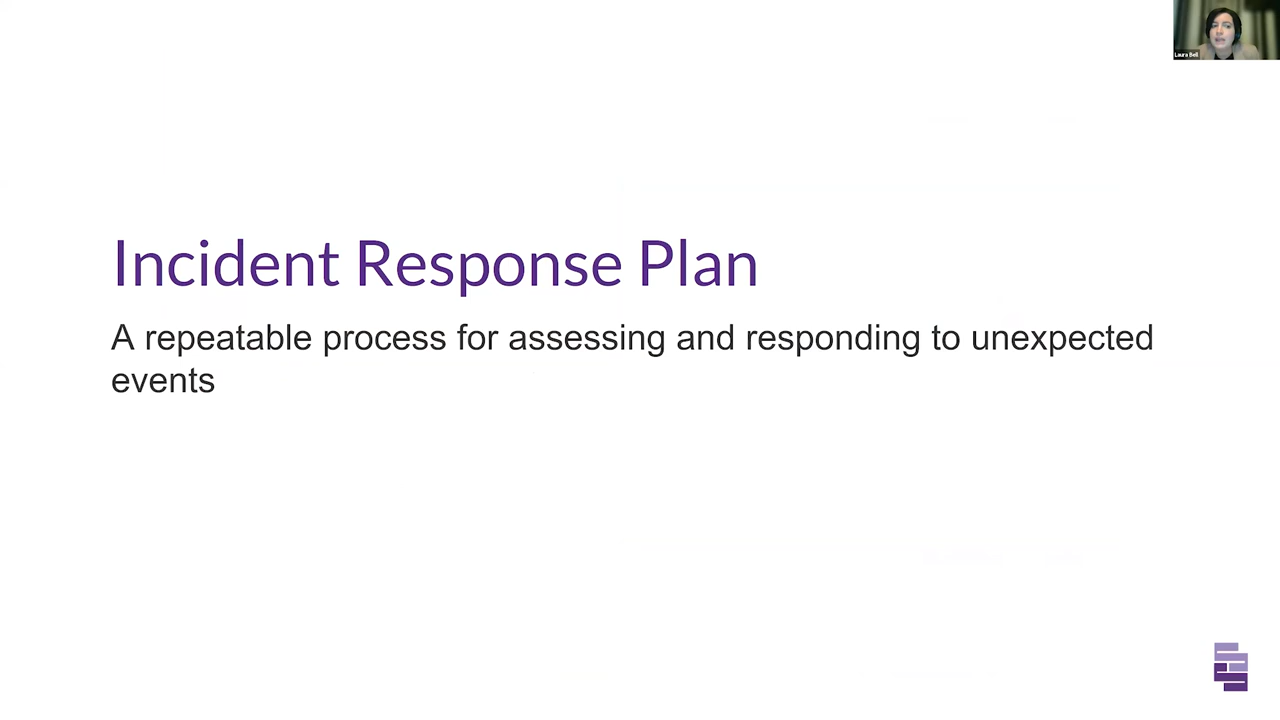 Laura Bell
Incident Response Plan
A repeatable process for assessing and responding to unexpected
events